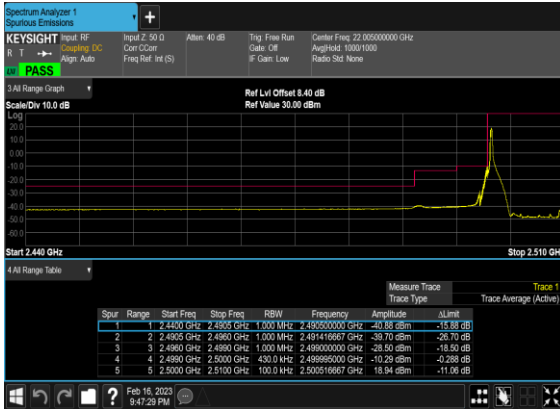 Spectrum Analyzer 1
Spurious Emissions
+
KEYSIGHT Input: RF Input Z: 50 Ω Atten: 40 dB Trig: Free Run Center Freq: 22.005000000 GHz
R T Coupling: DC Corr CCorr Gate: Off Avg|Hold: 1000/1000
Align: Auto Freq Ref: Int (S) IF Gain: Low Radio Std: None
PASS
3 All Range Graph
Ref Lvl Offset 8.40 dB
Scale/Div 10.0 dB Ref Value 30.00 dBm
Log
20.0
10.0
0.00
-10.0
-20.0
-30.0
-40.0
-50.0
-60.0
Start 2.440 GHz Stop 2.510 GH
4 All Range Table
Measure Trace Trace 1
Trace Type Trace Average (Active)
Spur Range Start Freq Stop Freq RBW Frequency Amplitude ΔLimit
1 1 2.4400 GHz 2.4905 GHz 1.000 MHz 2.490500000 GHz -40.88 dBm -15.88 dB
2 2 2.4905 GHz 2.4960 GHz 1.000 MHz 2.491416667 GHz -39.70 dBm -26.70 dB
3 3 2.4960 GHz 2.4990 GHz 1.000 MHz 2.499000000 GHz -28.50 dBm -18.50 dB
4 4 2.4990 GHz 2.5000 GHz 430.0 kHz 2.499995000 GHz -10.29 dBm -0.288 dB
5 5 2.5000 GHz 2.5100 GHz 100.0 kHz 2.500516667 GHz 18.94 dBm -11.06 dB
?
Feb 16, 2023
9:47:29 PM